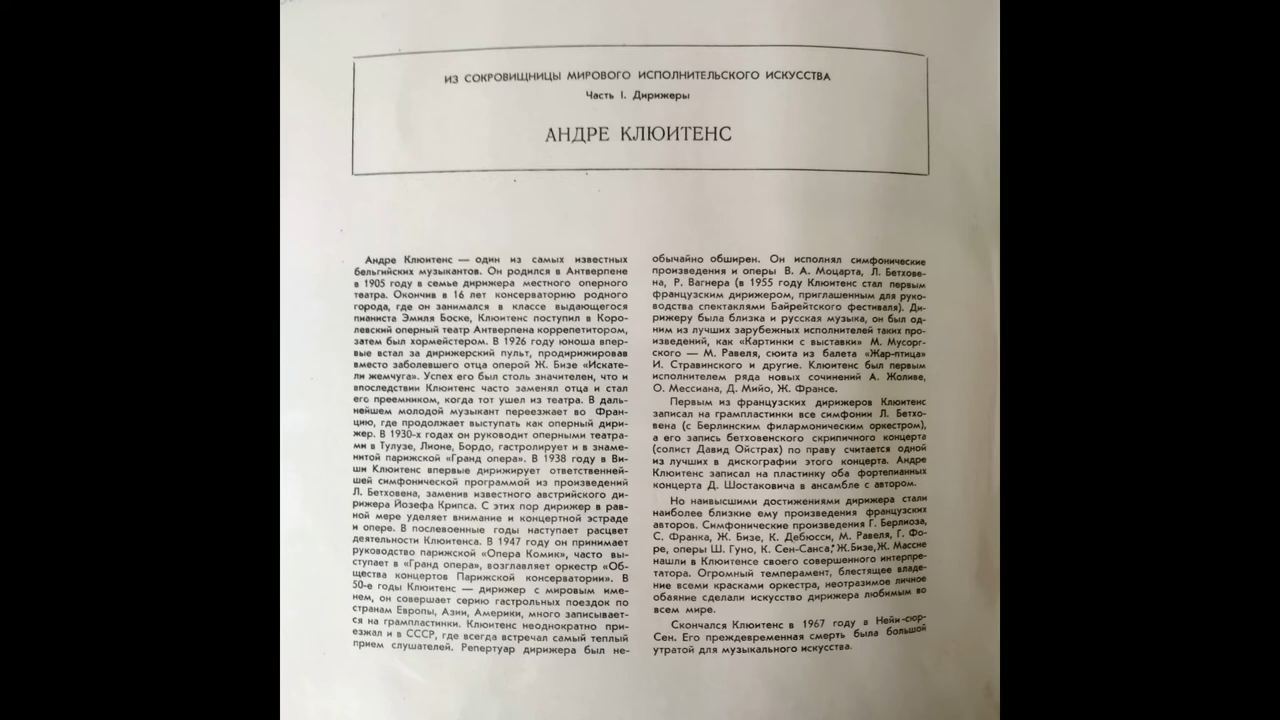 ИЗ СОКРОВИЩНИЦЫ МИРОВОГО ИСПОЛНИТЕЛЬСКОГО ИСКУССТВА
Часть I. Дирижеры
АНДРЕ КЛЮИТЕНС
Андре Клюитенс — один из самых известных
бельгийских музыкантов. Он родился в Антверпене
в 1905 году в семье дирижера местного оперного
театра. Окончив в 16 лет консерваторию родного
города, где он занимался в классе выдающегося
пианиста Эмиля Боске, Клюитенс поступил в Коро-
левский оперный театр Антверпена коррепетитором,
затем был хормейстером. В 1926 году юноша впер-
вые встал за дирижерский пульт, продирижировав
вместо заболевшего отца оперой Ж. Бизе «Искате-
ли жемчуга». Успех его был столь значителен, что и
впоследствии Клюитенс часто заменял отца и стал
его преемником, когда тот ушел из театра. В даль-
нейшем молодой музыкант переезжает во Фран-
цию, где продолжает выступать как оперный дири-
жер. В 1930-х годах он руководит оперными театра-
ми в Тулузе, Лионе, Бордо, гастролирует и в знаме-
нитой парижской «Гранд опера». В 1938 году в Ви-
ши Клюитенс впервые дирижирует ответственней-
шей симфонической программой из произведений
Л. Бетховена, заменив известного австрийского ди-
рижера Йозефа Крипса. С этих пор дирижер в рав-
ной мере уделяет внимание и концертной эстраде
и опере. В послевоенные годы наступает расцвет
деятельности Клюитенса. В 1947 году он принимает
руководство парижской «Опера Комик», часто вы-
ступает в «Гранд опера», возглавляет оркестр «Об-
щества концертов Парижской консерватории». В
50-е годы Клюитенс — дирижер с мировым име-
нем, он совершает серию гастрольных поездок по
странам Европы, Азии, Америки, много записывает-
ся на грампластинки. Клюитенс неоднократно при-
езжал и в СССР, где всегда встречал самый теплый
прием слушателей. Репертуар дирижера был не-
обычайно обширен. Он исполнял симфонические
произведения и оперы В. А. Моцарта, Л. Бетхове-
на, Р. Вагнера (в 1955 году Клюитенс стал первым
французским дирижером, приглашенным для руко-
водства спектаклями Байрейтского фестиваля). Ди-
рижеру была близка и русская музыка, он был од-
ним из лучших зарубежных исполнителей таких про-
изведений, как «Картинки с выставки» М. Мусорг-
ского — М. Равеля, сюита из балета «Жар-птица»
И. Стравинского и другие. Клюитенс был первым
исполнителем ряда новых сочинений А. Жоливе,
О. Мессиана, Д. Мийо, Ж. Франсе.
Первым из французских дирижеров Клюитенс
записал на грампластинки все симфонии Л. Бетхо-
вена (с Берлинским филармоническим оркестром),
а его запись бетховенского скрипичного концерта
(солист Давид Ойстрах) по праву считается одной
из лучших в дискографии этого концерта. Андре
Клюитенс записал на пластинку оба фортепианных
концерта Д. Шостаковича в ансамбле с автором.
Но наивысшими достижениями дирижера стали
наиболее близкие ему произведения французских
авторов. Симфонические произведения Г. Берлиоза,
С. Франка, Ж. Бизе, К. Дебюсси, М. Равеля, Г. Фо-
ре, оперы Ш. Гуно, К. Сен-Санса, Ж.Бизе,Ж. Массне
нашли в Клюитенсе своего совершенного интерпре-
татора. Огромный темперамент, блестящее владе-
ние всеми красками оркестра, неотразимое личное
обаяние сделали искусство дирижера любимым во
всем мире.
Скончался Клюитенс в 1967 году в Нейи-сюр-
Сен. Его преждевременная смерть была большой
утратой для музыкального искусства.